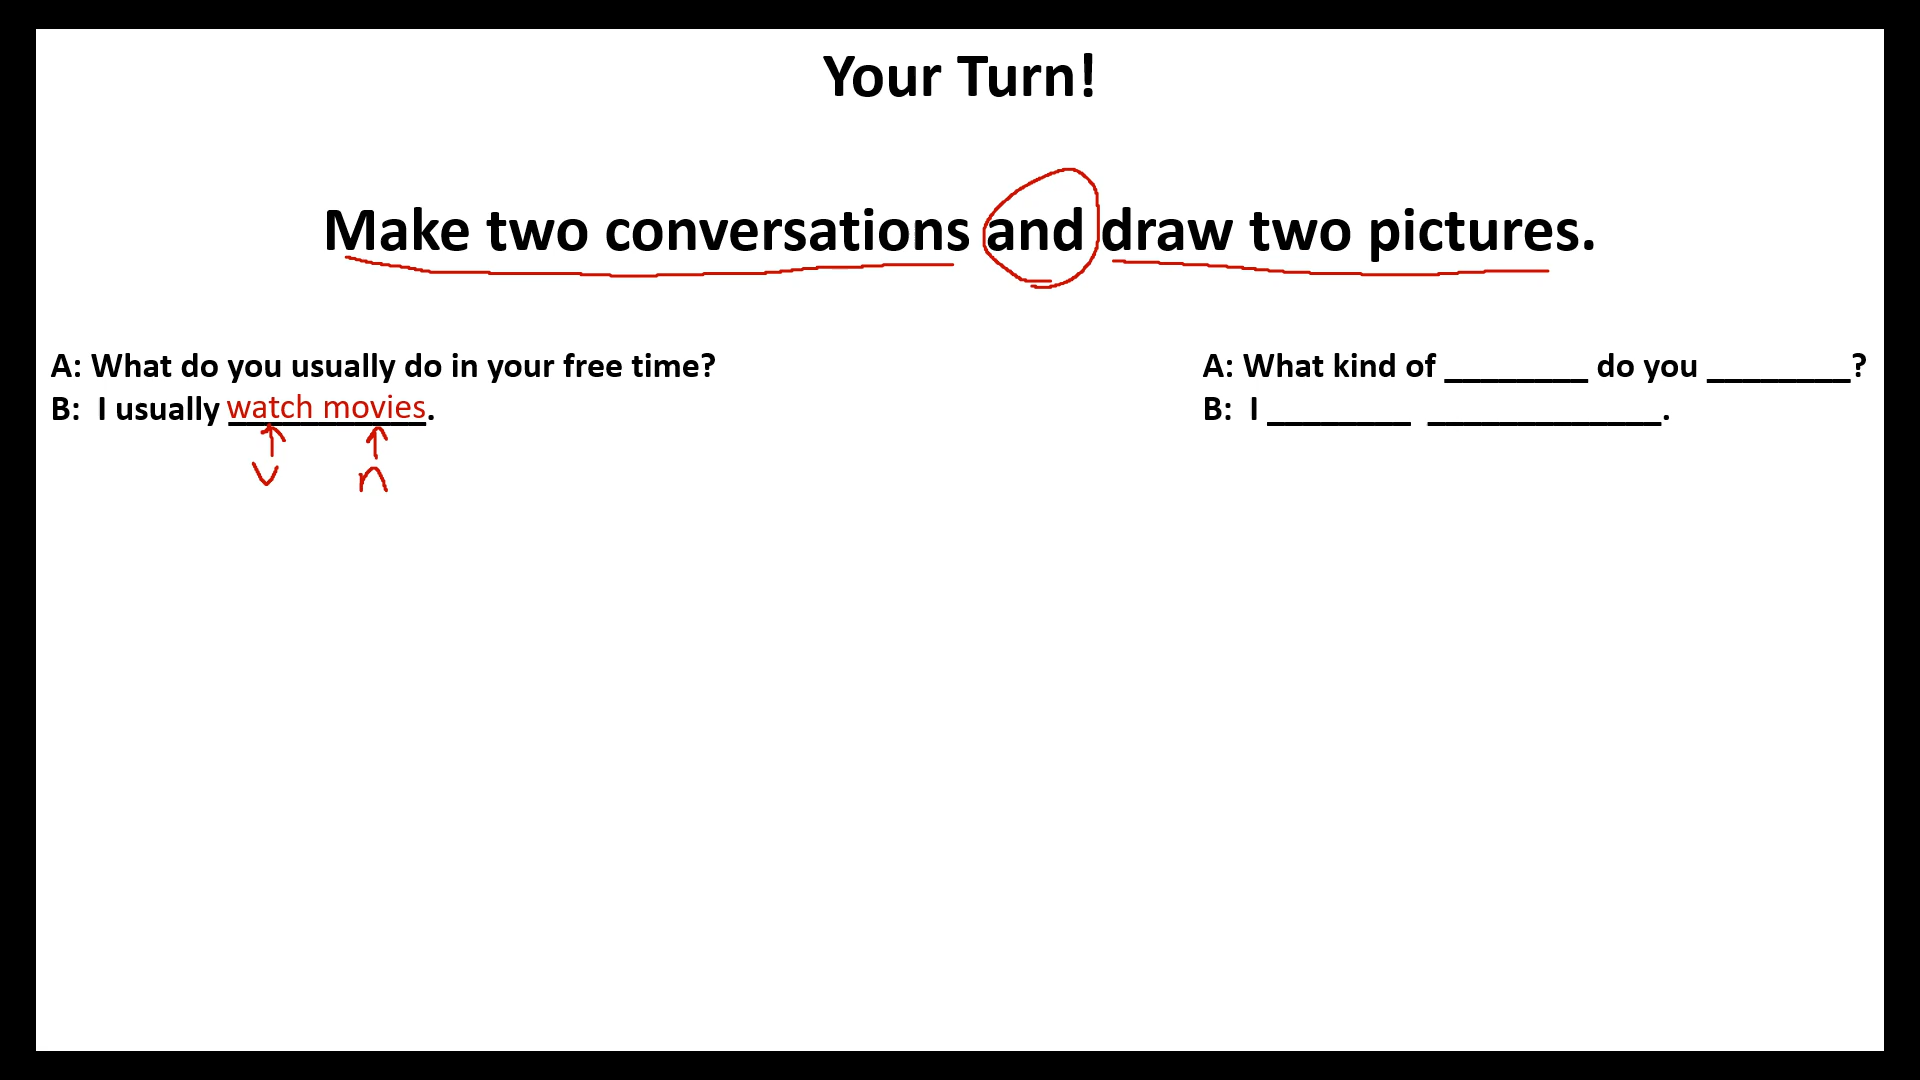 Your Turn!
Make two conversations and draw two pictures.
A: What do you usually do in your free time?
B: I usually watch movies.
v n
A: What kind of ________ do you ________?
B: I ________ _____________.